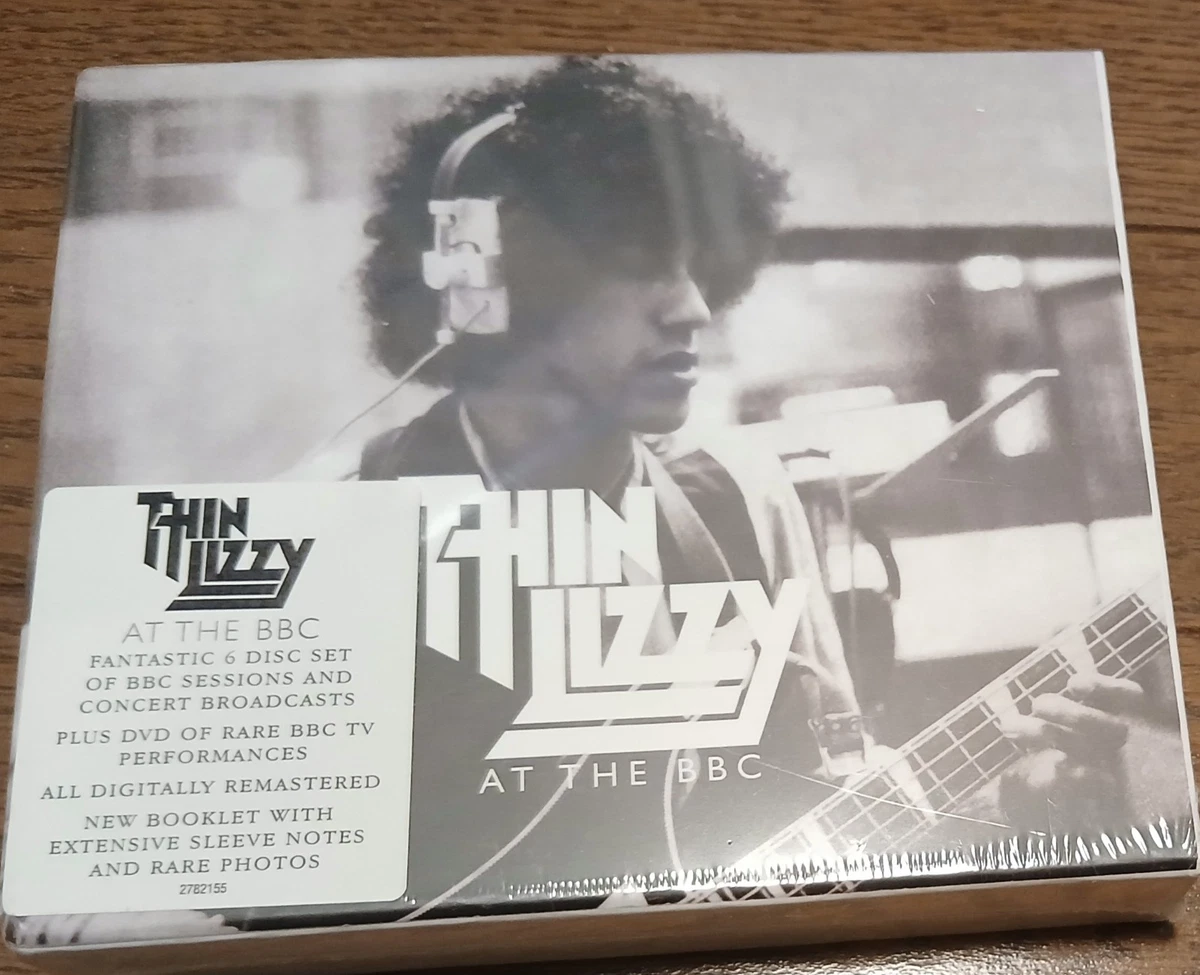 THIN
LIZZY
AT THE BBC
THIN
LIZZY
AT THE BBC
FANTASTIC 6 DISC SET
OF BBC SESSIONS AND
CONCERT BROADCASTS
PLUS DVD OF RARE BBC TV
PERFORMANCES
ALL DIGITALLY REMASTERED
NEW BOOKLET WITH
EXTENSIVE SLEEVE NOTES
AND RARE PHOTOS
2782155